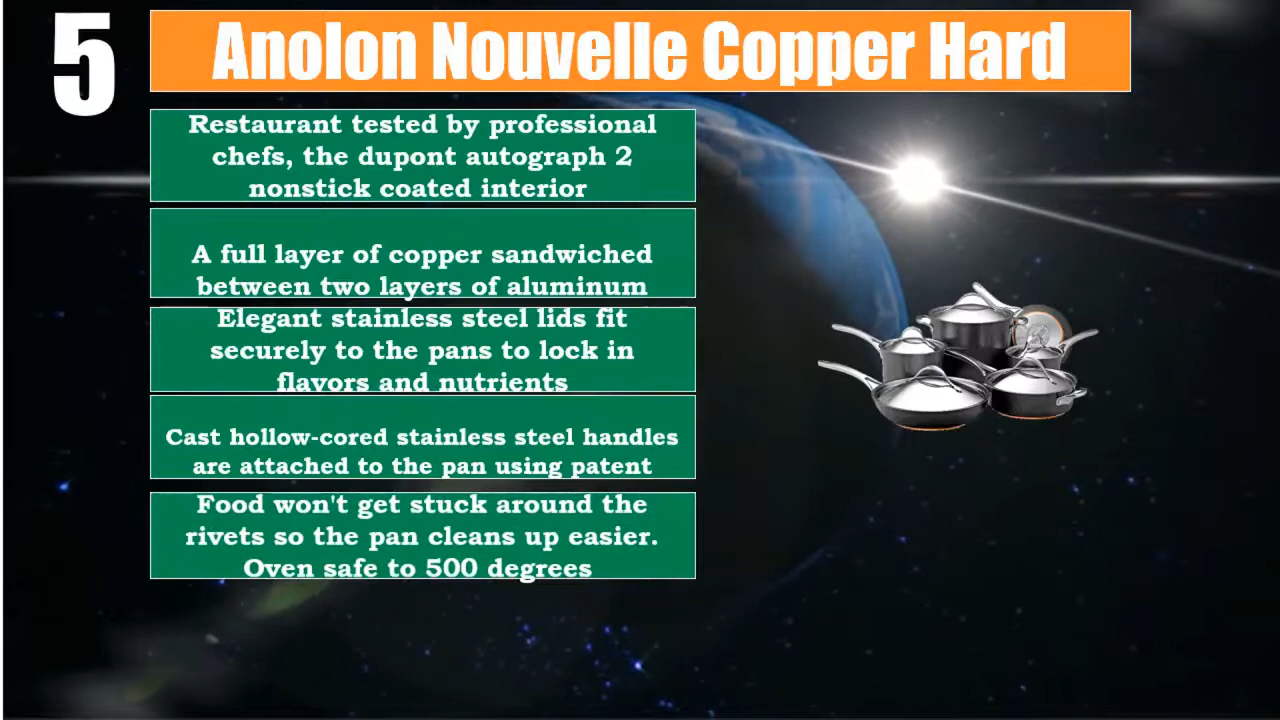 5
Anolon Nouvelle Copper Hard
Restaurant tested by professional
chefs, the dupont autograph 2
nonstick coated interior
A full layer of copper sandwiched
between two layers of aluminum
Elegant stainless steel lids fit
securely to the pans to lock in
flavors and nutrients
Cast hollow-cored stainless steel handles
are attached to the pan using patent
Food won't get stuck around the
rivets so the pan cleans up easier.
Oven safe to 500 degrees